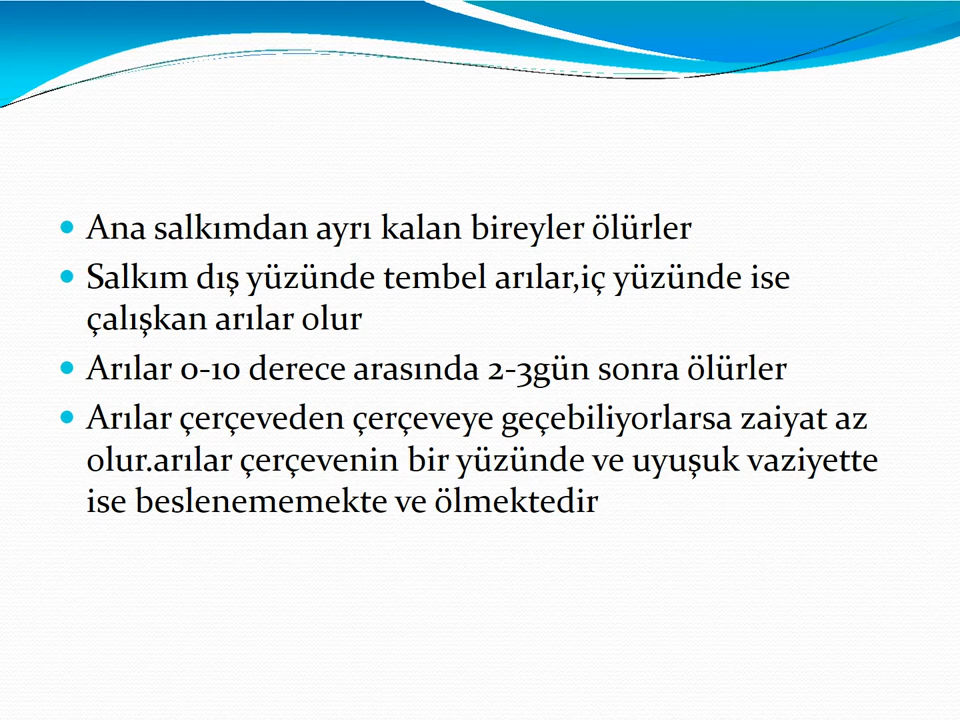 Ana salkımdan ayrı kalan bireyler ölürler
Salkım dış yüzünde tembel arılar,iç yüzünde ise
çalışkan arılar olur
Arılar 0-10 derece arasında 2-3gün sonra ölürler
Arılar çerçeveden çerçeveye geçebiliyorlarsa zaiyat az
olur.arılar çerçevenin bir yüzünde ve uyuşuk vaziyette
ise beslenememekte ve ölmektedir